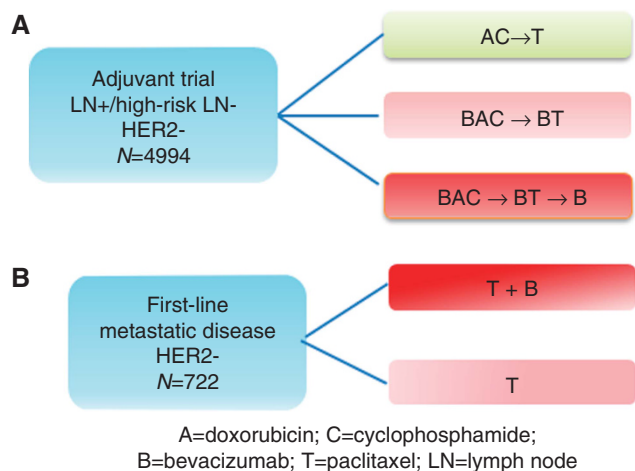 A
Adjuvant trial
LN+/high-risk LN-
HER2-
N=4994
AC→T
BAC → BT
BAC → BT → B
B
First-line
metastatic disease
HER2-
N=722
T + B
T
A=doxorubicin; C=cyclophosphamide;
B=bevacizumab; T=paclitaxel; LN=lymph node